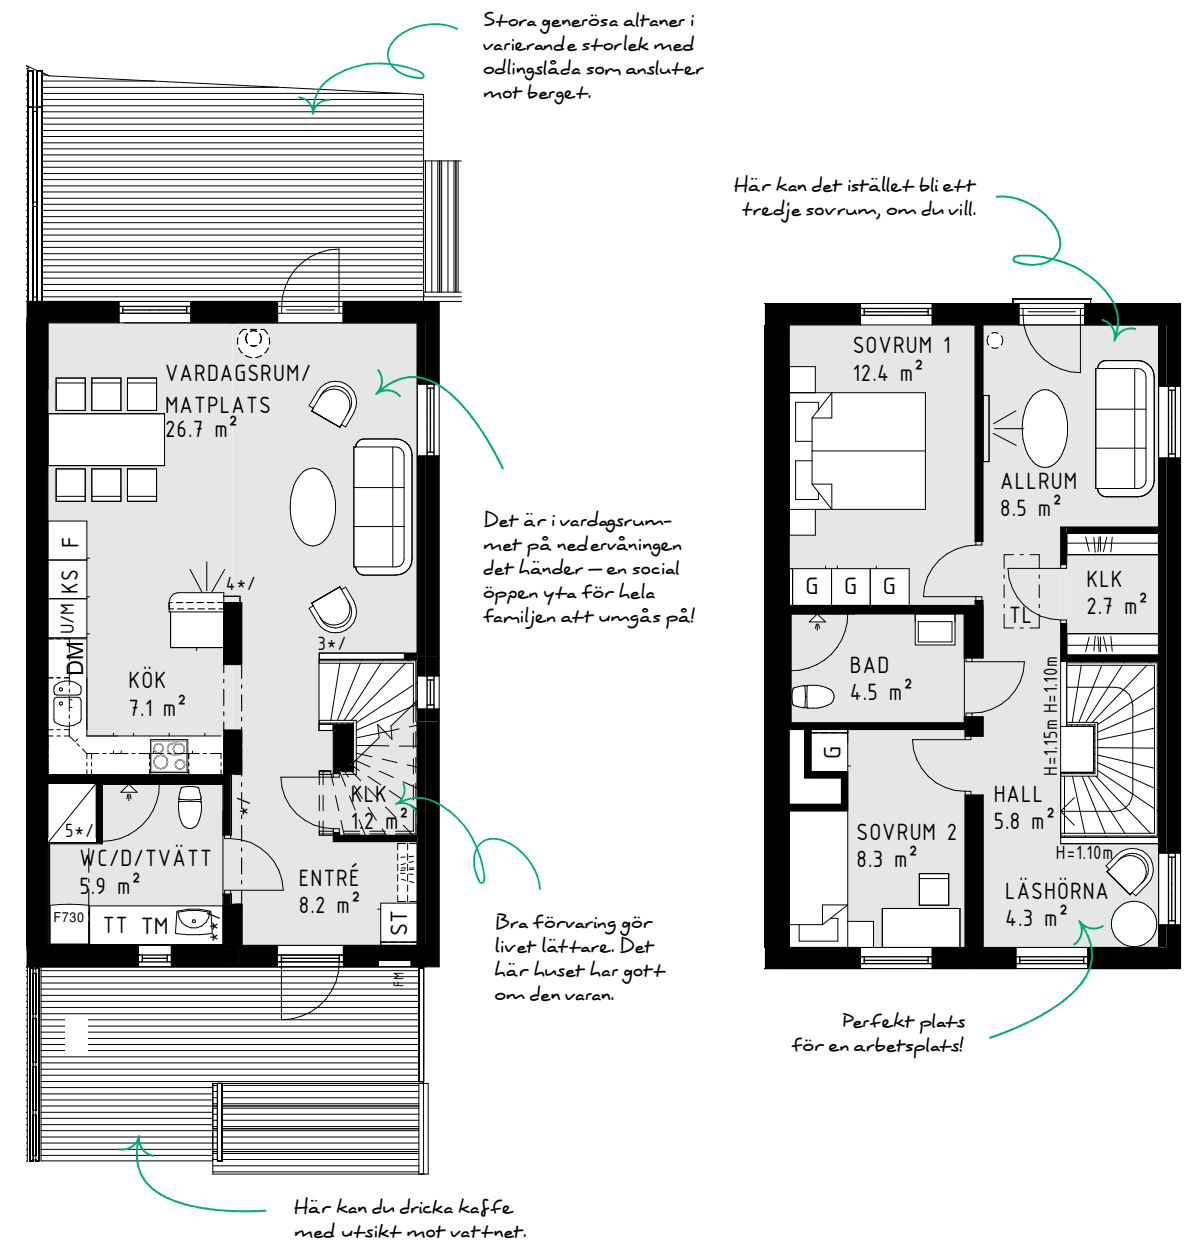 Stora generösa altaner i
varierande storlek med
odlingslåda som ansluter
mot berget.
Här kan det istället bli ett
tredje sovrum, om du vill.
VARDAGSRUM/
MATPLATS
26.7 m²
F
KS
U/M
DM
4*/
3*/
KÖK
7.1 m²
KLK
1.2 m²
*/
5*/
WC/D/TVÄTT
5.9 m²
F730
TT
TM
**/
ENTRÉ
8.2 m²
ST
FM
Det är i vardagsrum-
met på nedervåningen
det händer – en social
öppen yta för hela
familjen att umgås på!
Bra förvaring gör
livet lättare. Det
här huset har gott
om den varan.
Här kan du dricka kaffe
med utsikt mot vattnet.
SOVRUM 1
12.4 m²
ALLRUM
8.5 m²
G
G
G
TL
KLK
2.7 m²
BAD
4.5 m²
H=1.15m H=1.10m
G
HALL
5.8 m²
SOVRUM 2
8.3 m²
H=1.10m
LÄSHÖRNA
4.3 m²
Perfekt plats
för en arbetsplats!